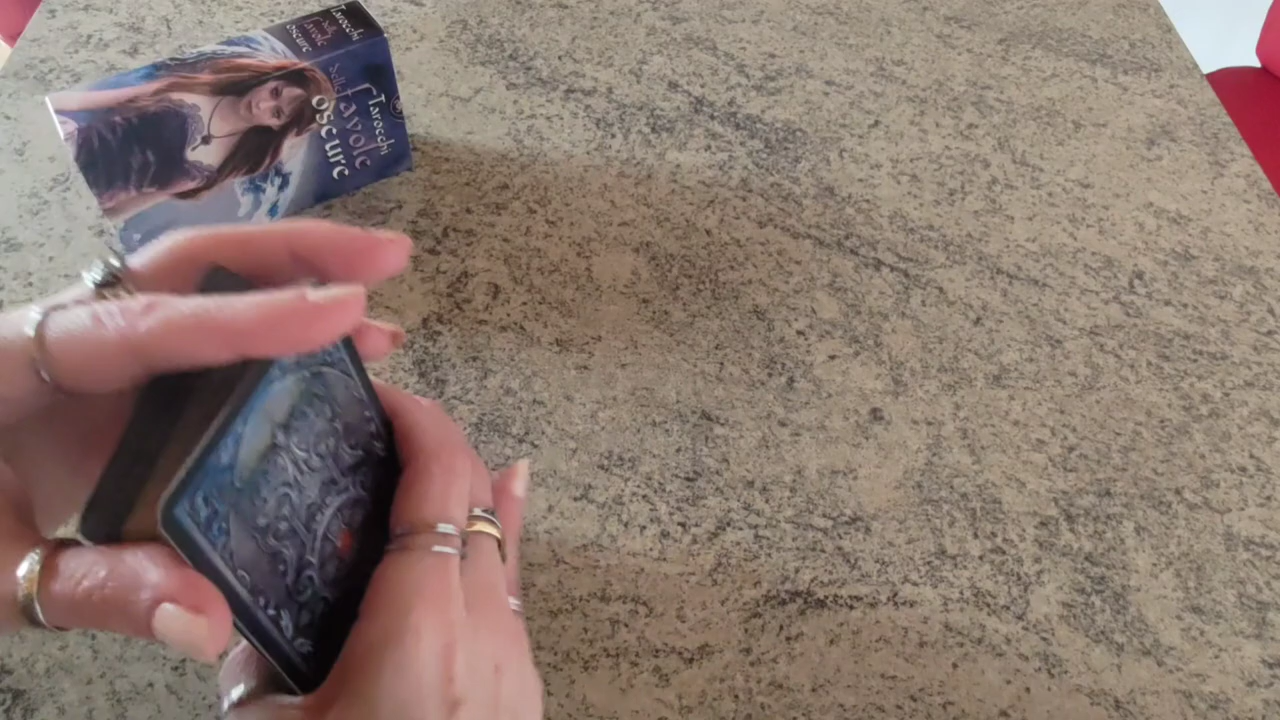 Tarocchi
delle
favole
oscure
Tarocchi
delle
favole
oscure